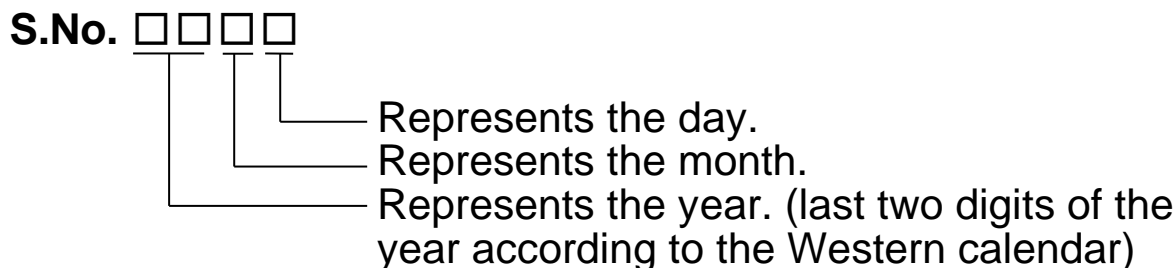 S.No. □□□□
Represents the day.
Represents the month.
Represents the year. (last two digits of the
year according to the Western calendar)